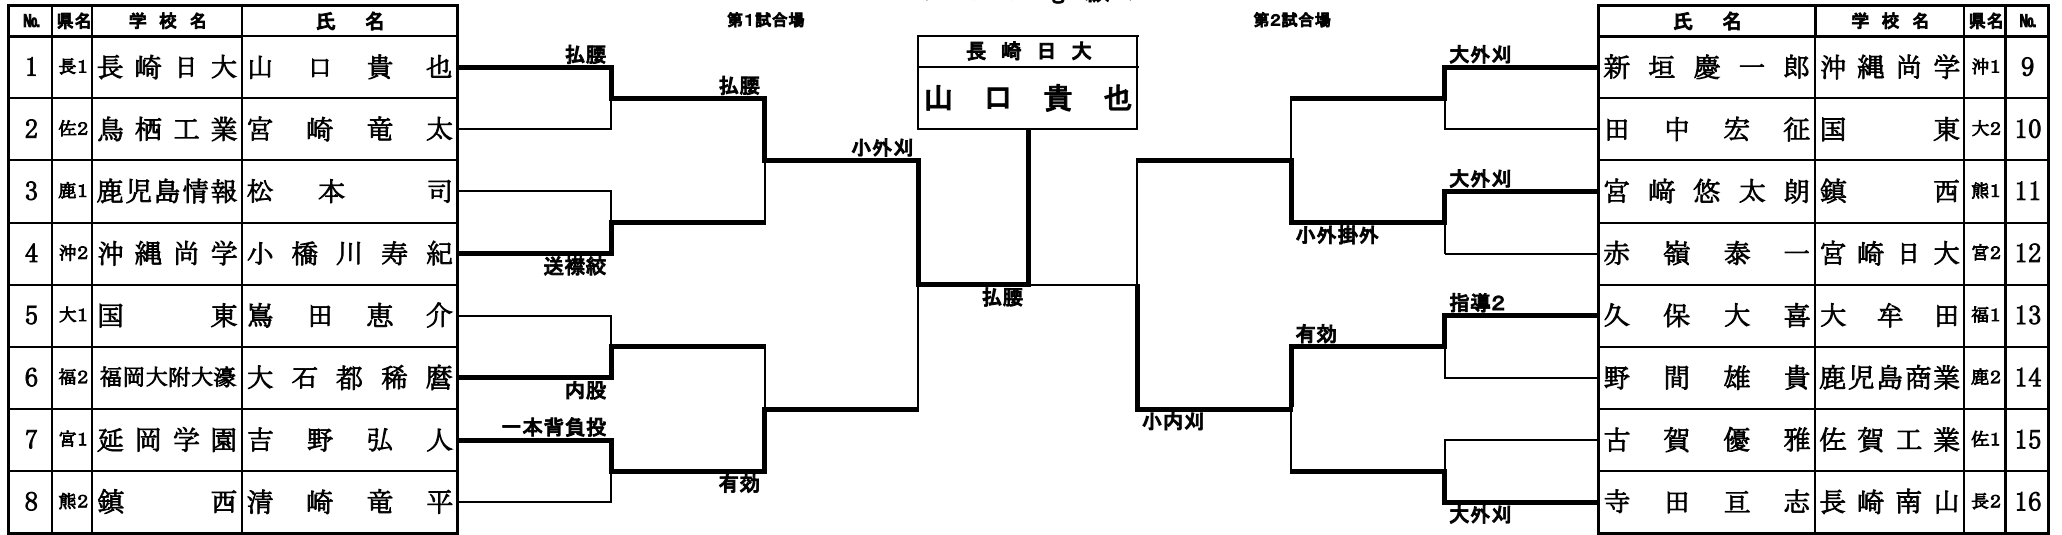 第1試合場 第2試合場
№ 県名 学校名 氏名
1 長1 長崎日大 山口貴也
2 佐2 鳥栖工業 宮崎竜太
3 鹿1 鹿児島情報 松本司
4 沖2 沖縄尚学 小橋川寿紀
5 大1 国東 嶌田恵介
6 福2 福岡大附大濠 大石都稀麿
7 宮1 延岡学園 吉野弘人
8 熊2 鎮西 清崎竜平
払腰
送襟絞
内股
一本背負投
払腰
有効
小外刈
長崎日大
山口貴也
払腰
小内刈
小外掛外
有効
大外刈
大外刈
指導2
大外刈
氏名 学校名 県名 №
新垣慶一郎 沖縄尚学 沖1 9
田中宏征 国東 大2 10
宮﨑悠太朗 鎮西 熊1 11
赤嶺泰一 宮崎日大 宮2 12
久保大喜 大牟田 福1 13
野間雄貴 鹿児島商業 鹿2 14
古賀優雅 佐賀工業 佐1 15
寺田亘志 長崎南山 長2 16